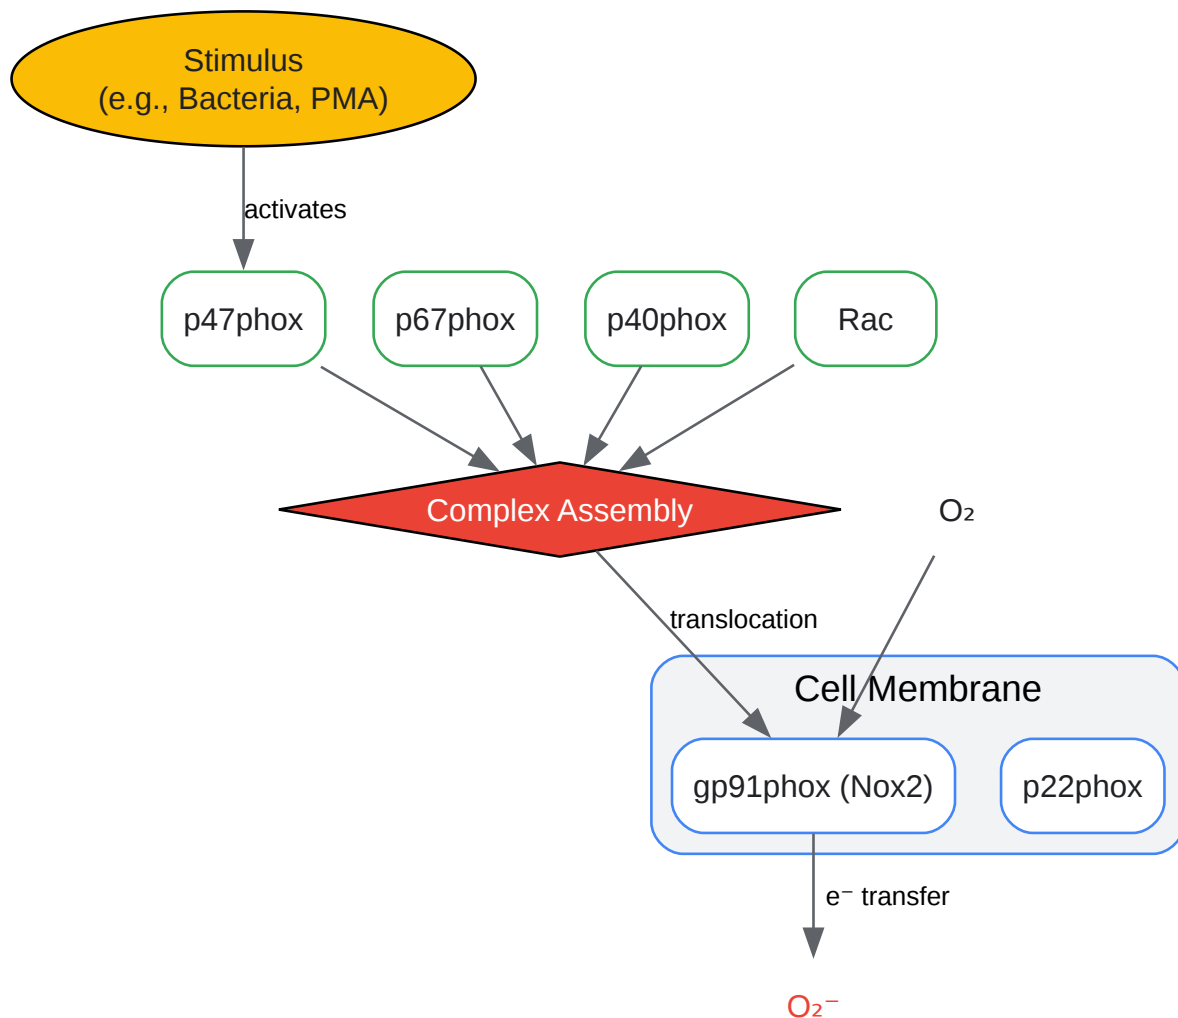 Stimulus
(e.g., Bacteria, PMA)
activates
p47phox
p67phox
p40phox
Rac
Complex Assembly
O₂
translocation
Cell Membrane
gp91phox (Nox2)
p22phox
e⁻ transfer
O₂⁻